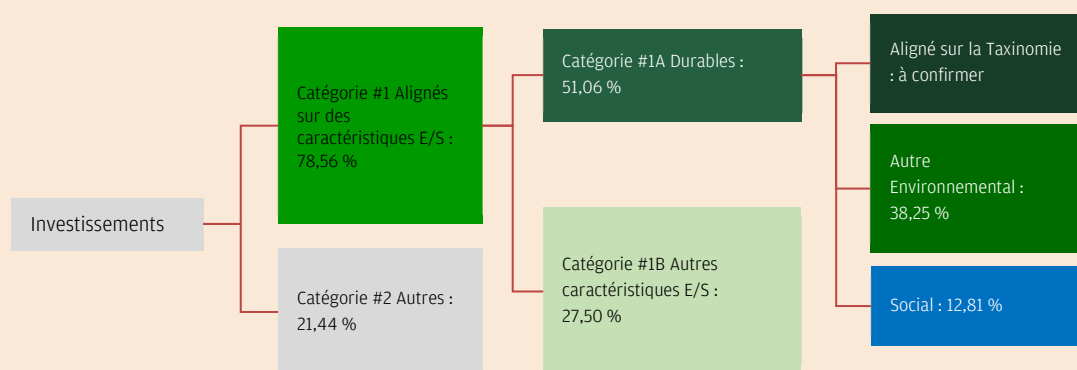 Investissements
Catégorie #1 Alignés
sur des
caractéristiques E/S :
78,56 %
Catégorie #2 Autres :
21,44 %
Catégorie #1A Durables :
51,06 %
Catégorie #1B Autres
caractéristiques E/S :
27,50 %
Aligné sur la Taxinomie
: à confirmer
Autre
Environnemental :
38,25 %
Social : 12,81 %